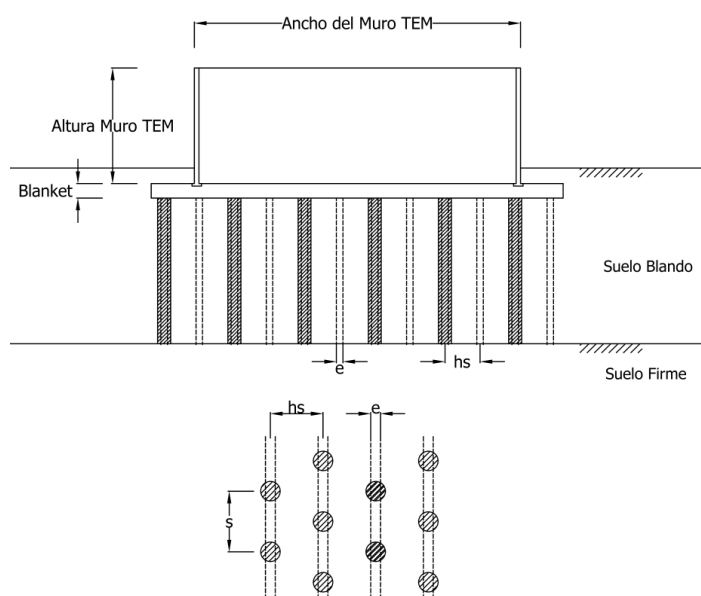 Ancho del Muro TEM
Altura Muro TEM
Blanket
Suelo Blando
e
hs
Suelo Firme
hs
e
s